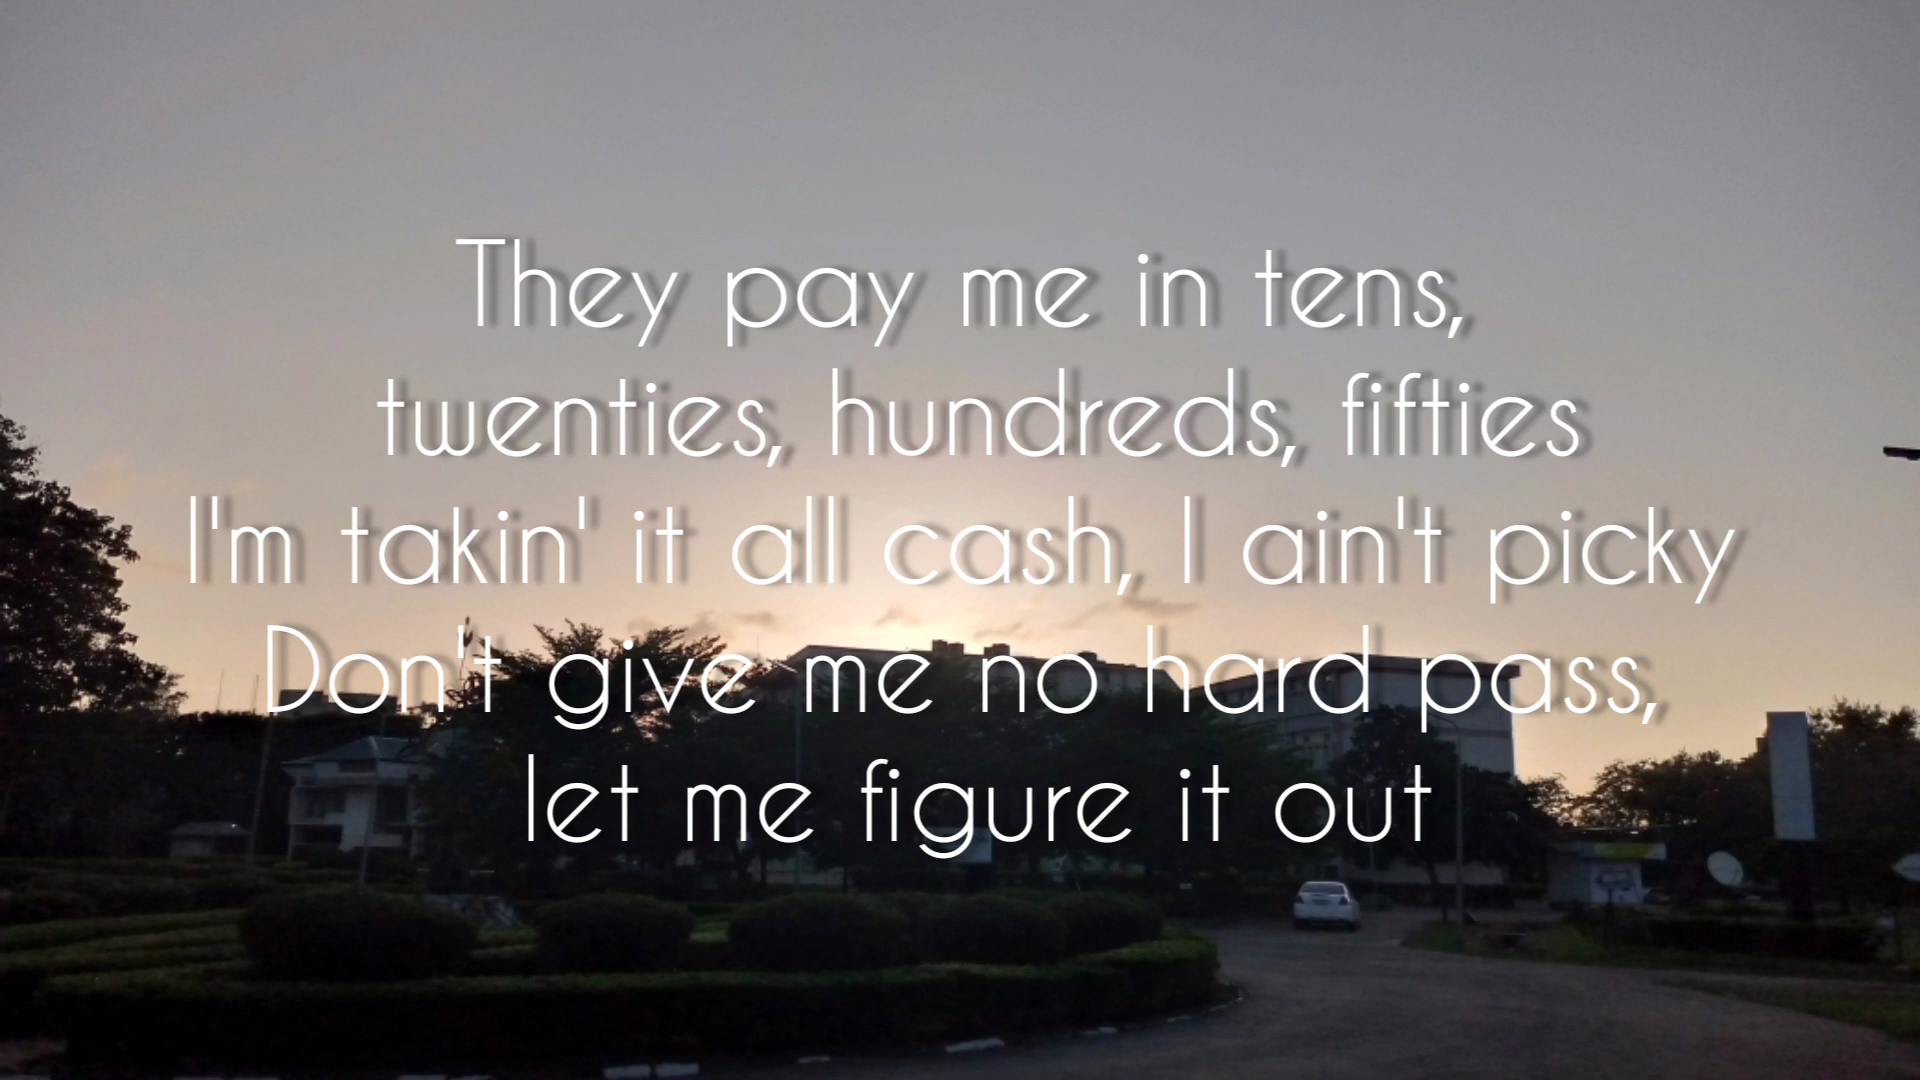 They pay me in tens,
twenties, hundreds, fifties
I'm takin' it all cash, I ain't picky
Don't give me no hard pass,
let me figure it out